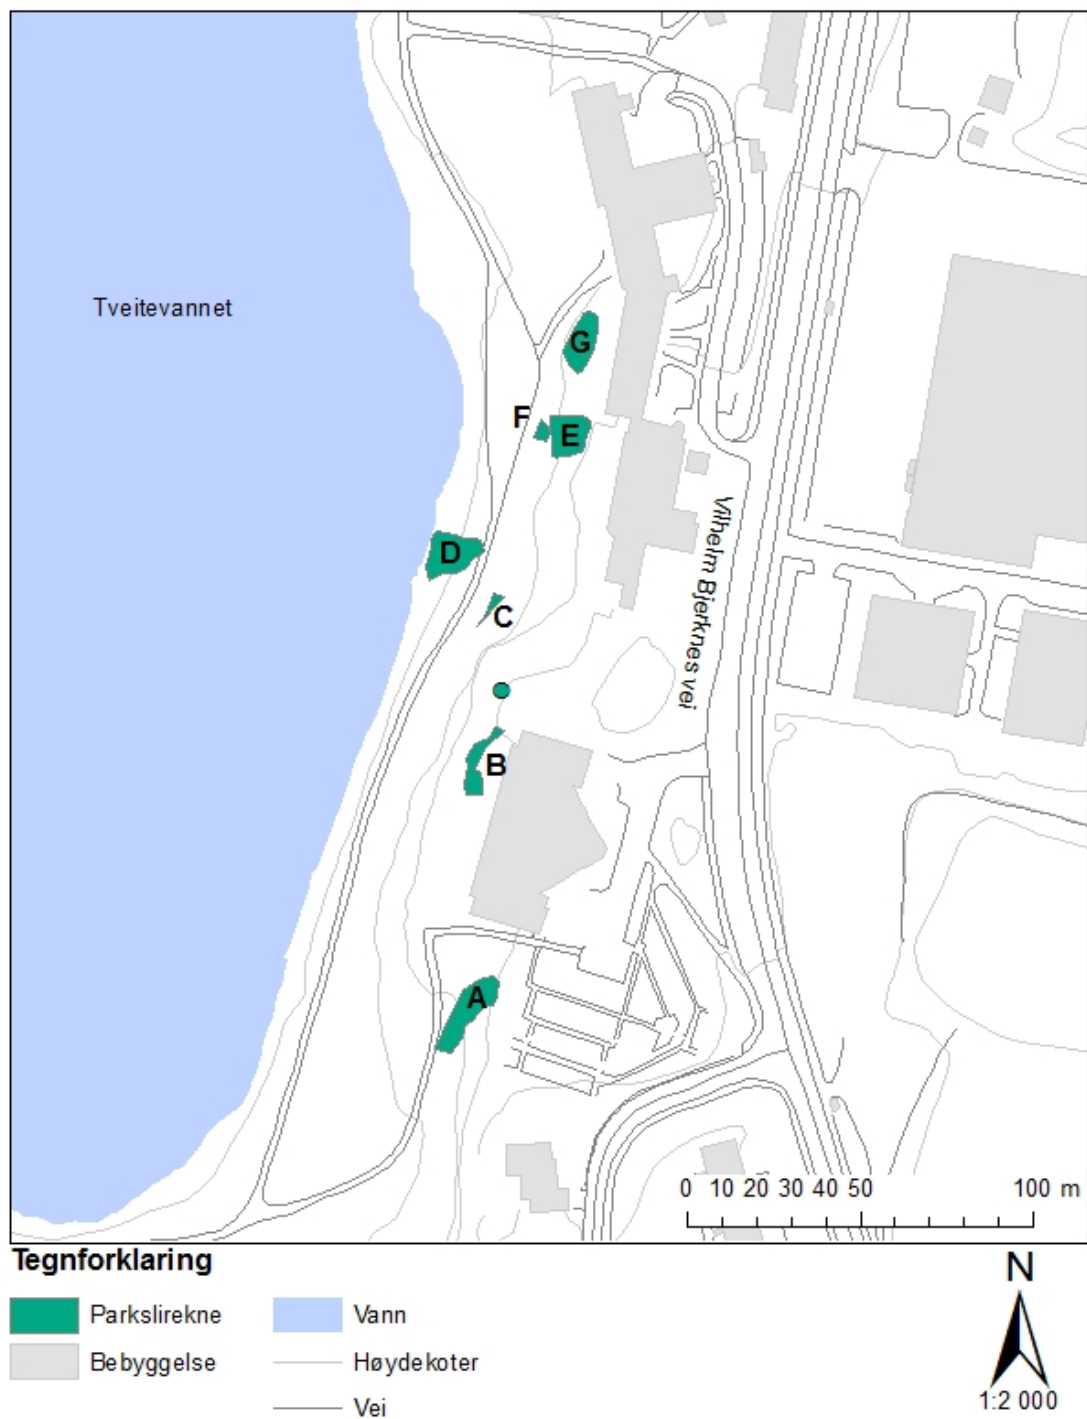 Tveitevannet
G
F
E
D
C
B
A
Vilhelm Bjerknes vei
0 10 20 30 40 50 100 m
Tegnforklaring
Parkslirekne
Bebyggelse
Vann
Høydekoter
Vei
N
1:2 000